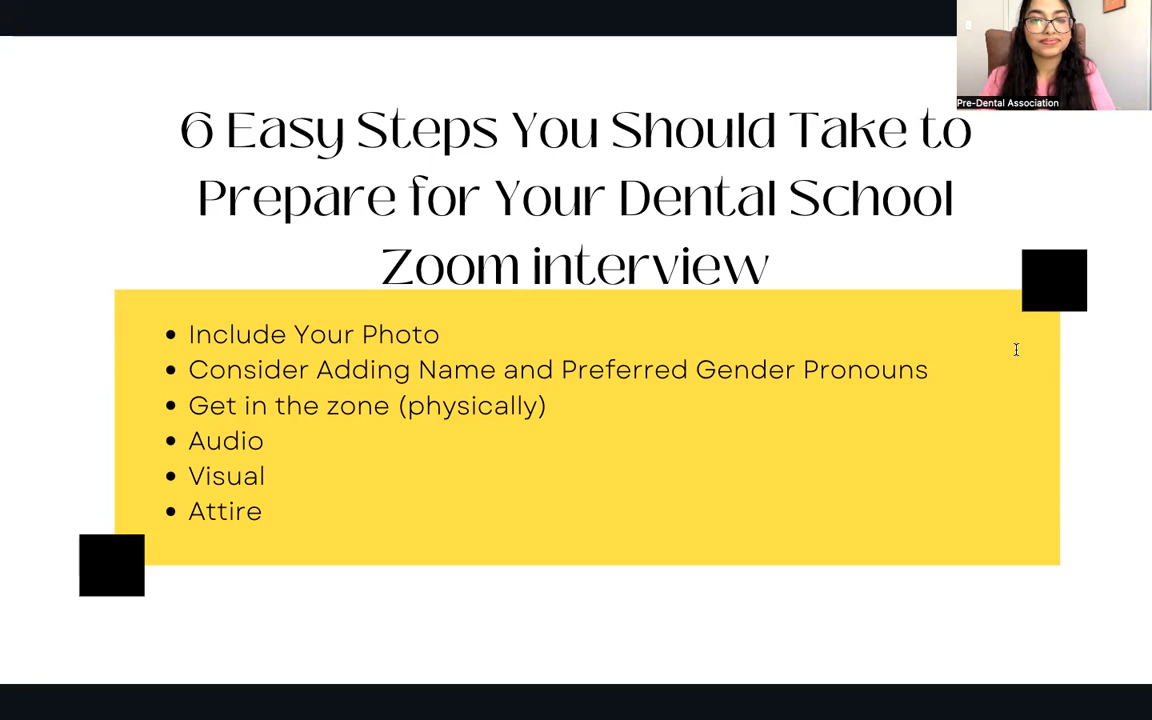 Pre-Dental Association
6 Easy Steps You Should Take to
Prepare for Your Dental School
Zoom interview
• Include Your Photo
• Consider Adding Name and Preferred Gender Pronouns
• Get in the zone (physically)
• Audio
• Visual
• Attire